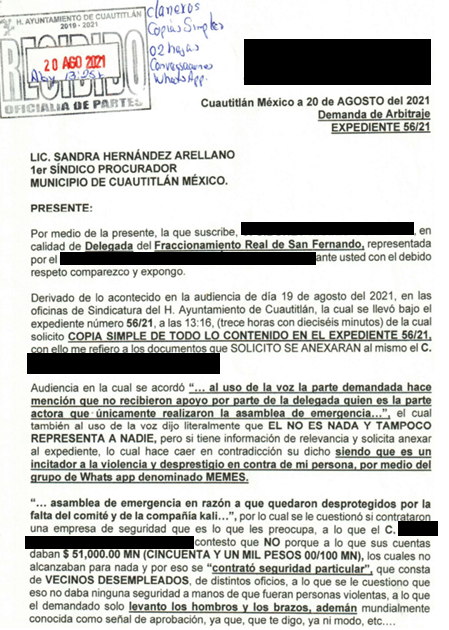 H. AYUNTAMIENTO DE CUAUTITLÁN
2019 - 2021
RECIBIDO
20 AGO 2021
13:25
OFICIALIA DE PARTES
Copias Simples
02 hojas
Conversaciones
WhatsApp.
Cuautitlán México a 20 de AGOSTO del 2021
Demanda de Arbitraje
EXPEDIENTE 56/21
LIC. SANDRA HERNÁNDEZ ARELLANO
1er SÍNDICO PROCURADOR
MUNICIPIO DE CUAUTITLÁN MÉXICO.
PRESENTE:
Por medio de la presente, la que suscribe, , en
calidad de Delegada del Fraccionamiento Real de San Fernando, representada
por el ante usted con el debido
respeto comparezco y expongo.
Derivado de lo acontecido en la audiencia de día 19 de agosto del 2021, en las
oficinas de Sindicatura del H. Ayuntamiento de Cuautitlán, la cual se llevó bajo el
expediente número 56/21, a las 13:16, (trece horas con dieciséis minutos) de la cual
solicito COPIA SIMPLE DE TODO LO CONTENIDO EN EL EXPEDIENTE 56/21,
con ello me refiero a los documentos que SOLICITO SE ANEXARAN al mismo el C.
Audiencia en la cual se acordó “… al uso de la voz la parte demandada hace
mención que no recibieron apoyo por parte de la delegada quien es la parte
actora que únicamente realizaron la asamblea de emergencia…”, el cual
también al uso de voz dijo literalmente que EL NO ES NADA Y TAMPOCO
REPRESENTA A NADIE, pero si tiene información de relevancia y solicita anexar
al expediente, lo cual hace caer en contradicción su dicho siendo que es un
incitador a la violencia y desprestigio en contra de mi persona, por medio del
grupo de Whats app denominado MEMES.
“… asamblea de emergencia en razón a que quedaron desprotegidos por la
falta del comité y de la compañía kali…”, por lo cual se le cuestionó si contrataron
una empresa de seguridad que es lo que les preocupa, a lo que el C.
contesto que NO porque a lo que sus cuentas
daban $ 51,000.00 MN (CINCUENTA Y UN MIL PESOS 00/100 MN), los cuales no
alcanzaban para nada y por eso se “contrató seguridad particular”, que consta
de VECINOS DESEMPLEADOS, de distintos oficios, a lo que se le cuestiono que
eso no daba ninguna seguridad a manos de que fueran personas violentas, a lo
que el demandado solo levanto los hombros y los brazos, ademán mundialmente
conocida como señal de aprobación, ya que, que te digo, ya ni modo, etc….